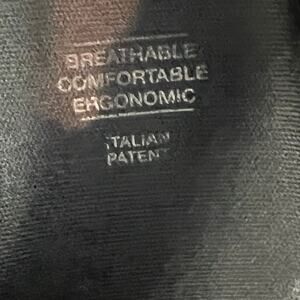 BREATHABLE
COMFORTABLE
ERGONOMIC
ITALIAN
PATENT